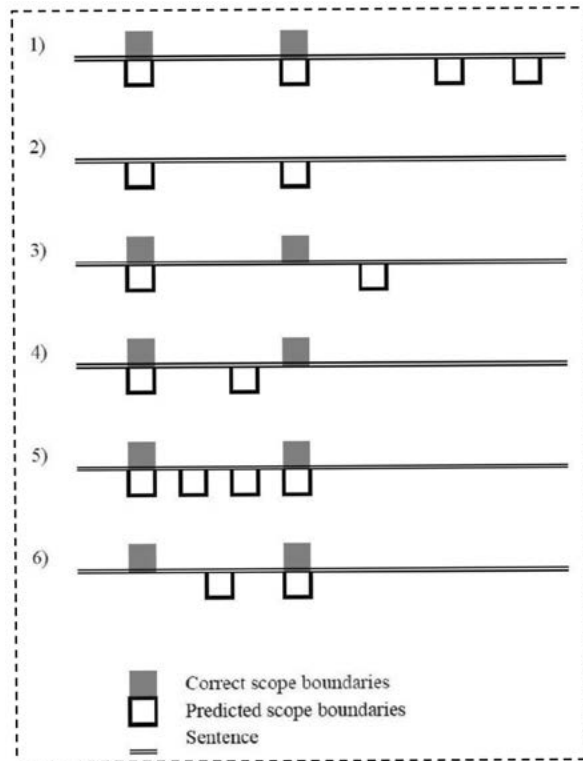 1)
2)
3)
4)
5)
6)
Correct scope boundaries
Predicted scope boundaries
Sentence